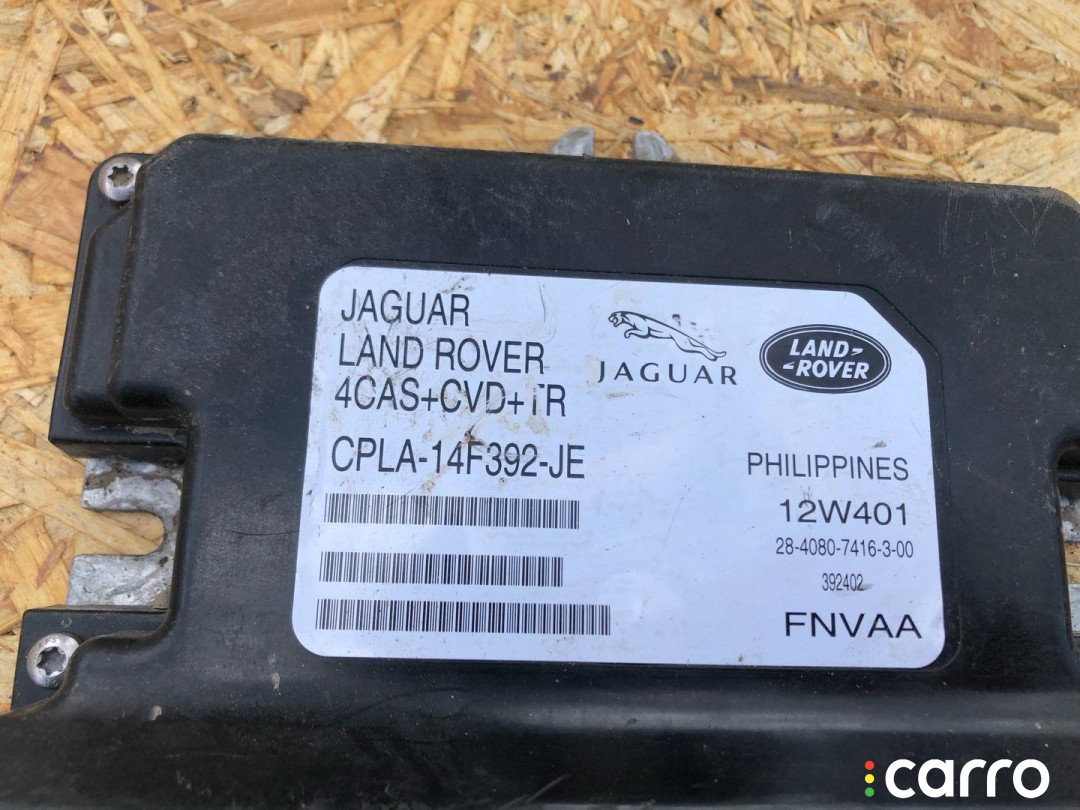 JAGUAR
LAND ROVER
4CAS+CVD+TR
CPLA-14F392-JE
JAGUAR
LAND-
-ROVER
PHILIPPINES
12W401
28-4080-7416-3-00
392402
FNVAA
carro